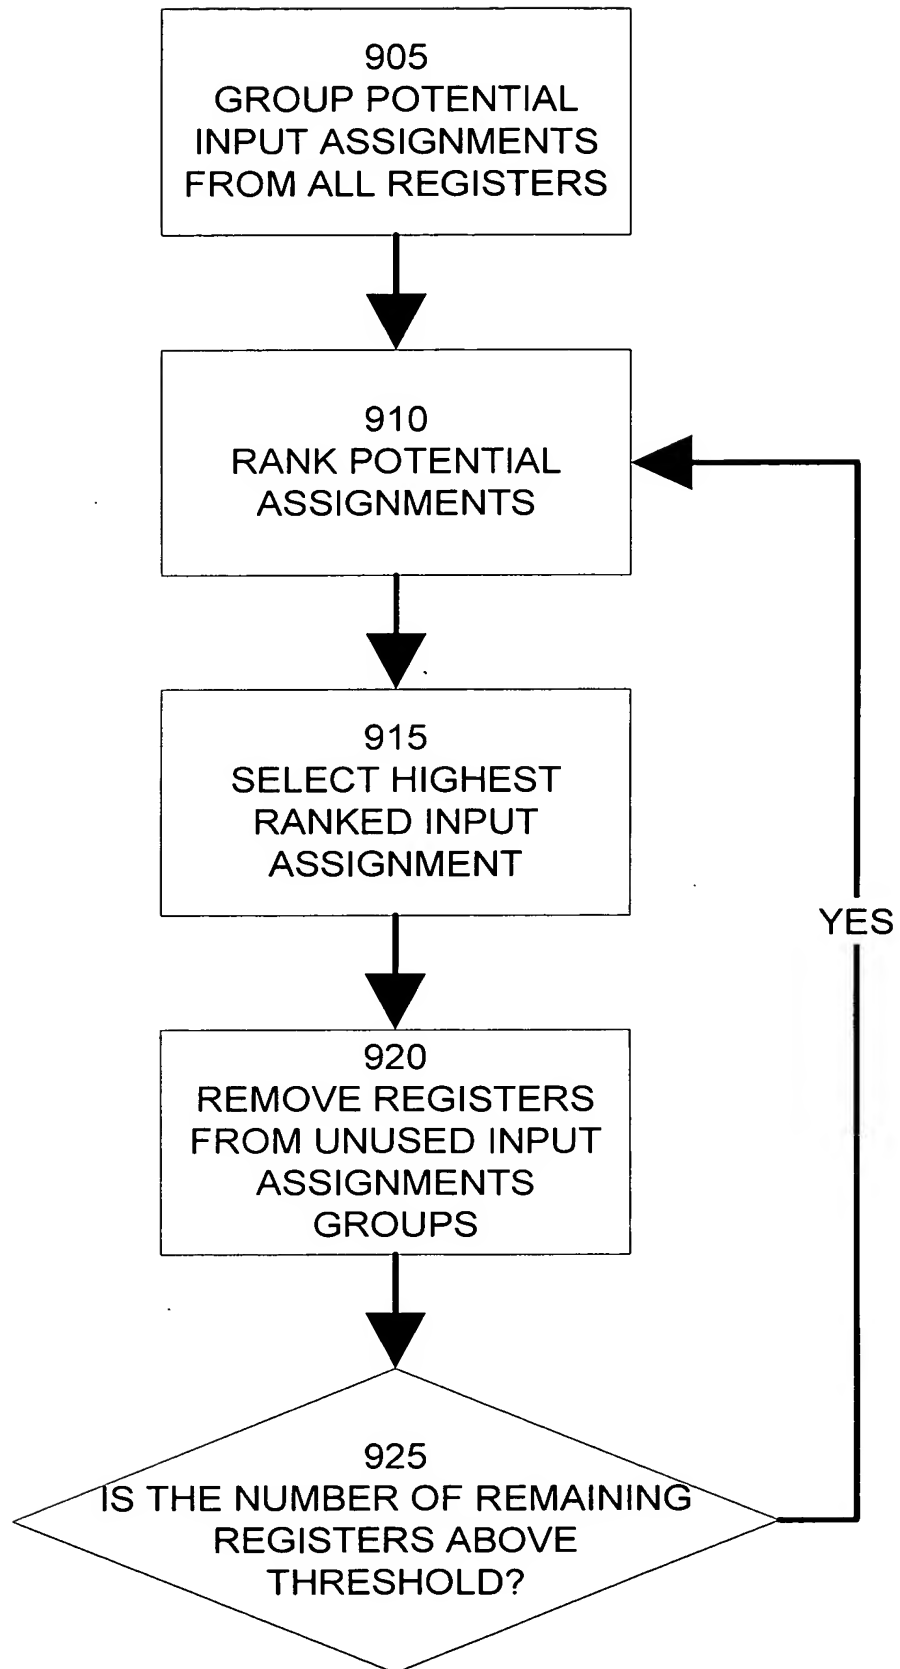 905
GROUP POTENTIAL
INPUT ASSIGNMENTS
FROM ALL REGISTERS
910
RANK POTENTIAL
ASSIGNMENTS
915
SELECT HIGHEST
RANKED INPUT
ASSIGNMENT
YES
920
REMOVE REGISTERS
FROM UNUSED INPUT
ASSIGNMENTS
GROUPS
925
IS THE NUMBER OF REMAINING
REGISTERS ABOVE
THRESHOLD?